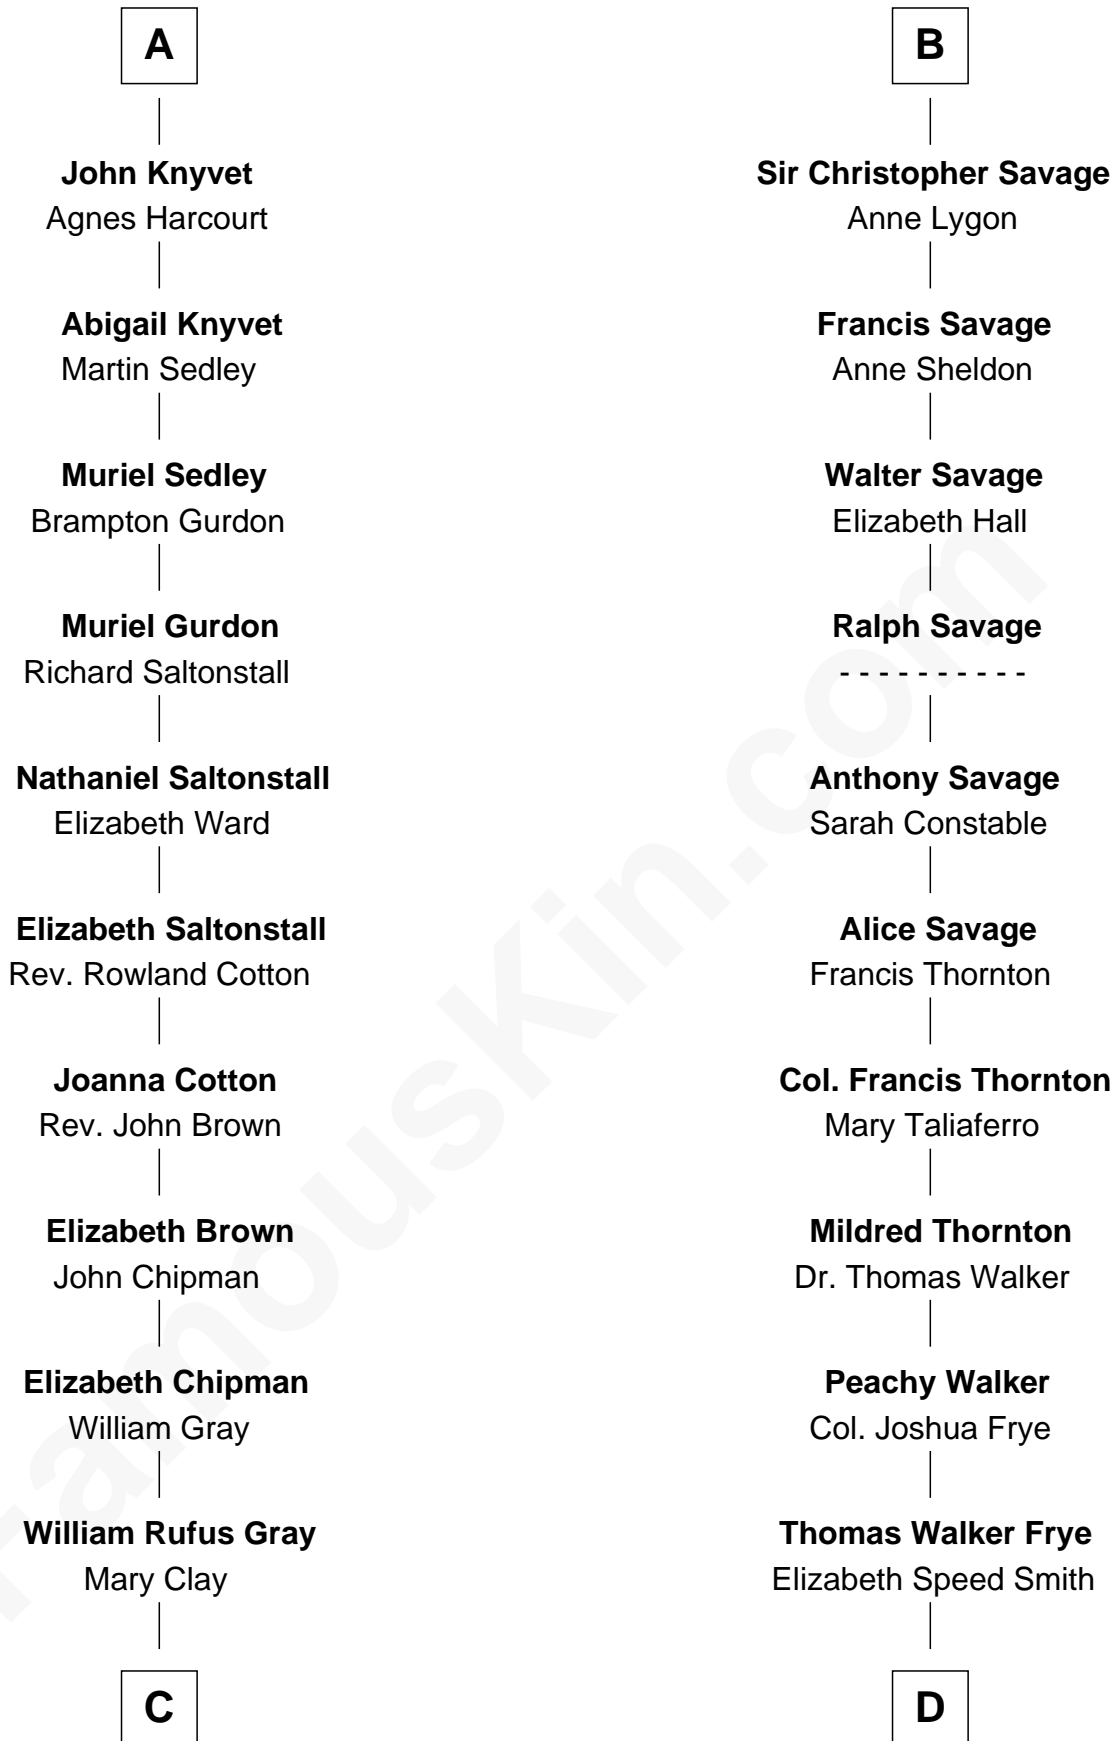 A
John Knyvet
Agnes Harcourt
Abigail Knyvet
Martin Sedley
Muriel Sedley
Brampton Gurdon
Muriel Gurdon
Richard Saltonstall
Nathaniel Saltonstall
Elizabeth Ward
Elizabeth Saltonstall
Rev. Rowland Cotton
Joanna Cotton
Rev. John Brown
Elizabeth Brown
John Chipman
Elizabeth Chipman
William Gray
William Rufus Gray
Mary Clay
C
B
Sir Christopher Savage
Anne Lygon
Francis Savage
Anne Sheldon
Walter Savage
Elizabeth Hall
Ralph Savage
- - - - - - - - - -
Anthony Savage
Sarah Constable
Alice Savage
Francis Thornton
Col. Francis Thornton
Mary Taliaferro
Mildred Thornton
Dr. Thomas Walker
Peachy Walker
Col. Joshua Frye
Thomas Walker Frye
Elizabeth Speed Smith
D
FamousKin.com